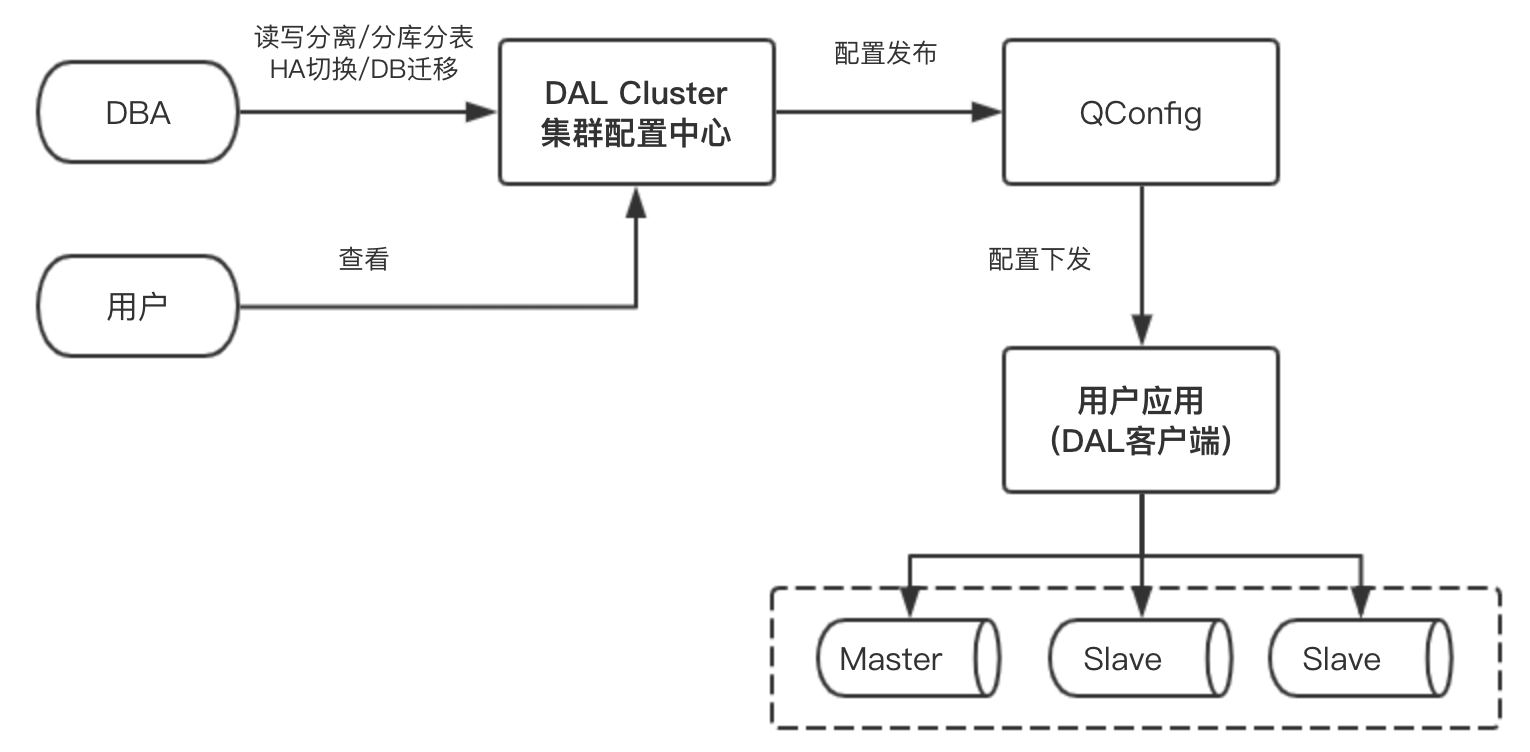 读写分离/分库分表
HA切换/DB迁移
DBA
DAL Cluster
集群配置中心
配置发布
QConfig
查看
用户
配置下发
用户应用
(DAL客户端)
Master
Slave
Slave